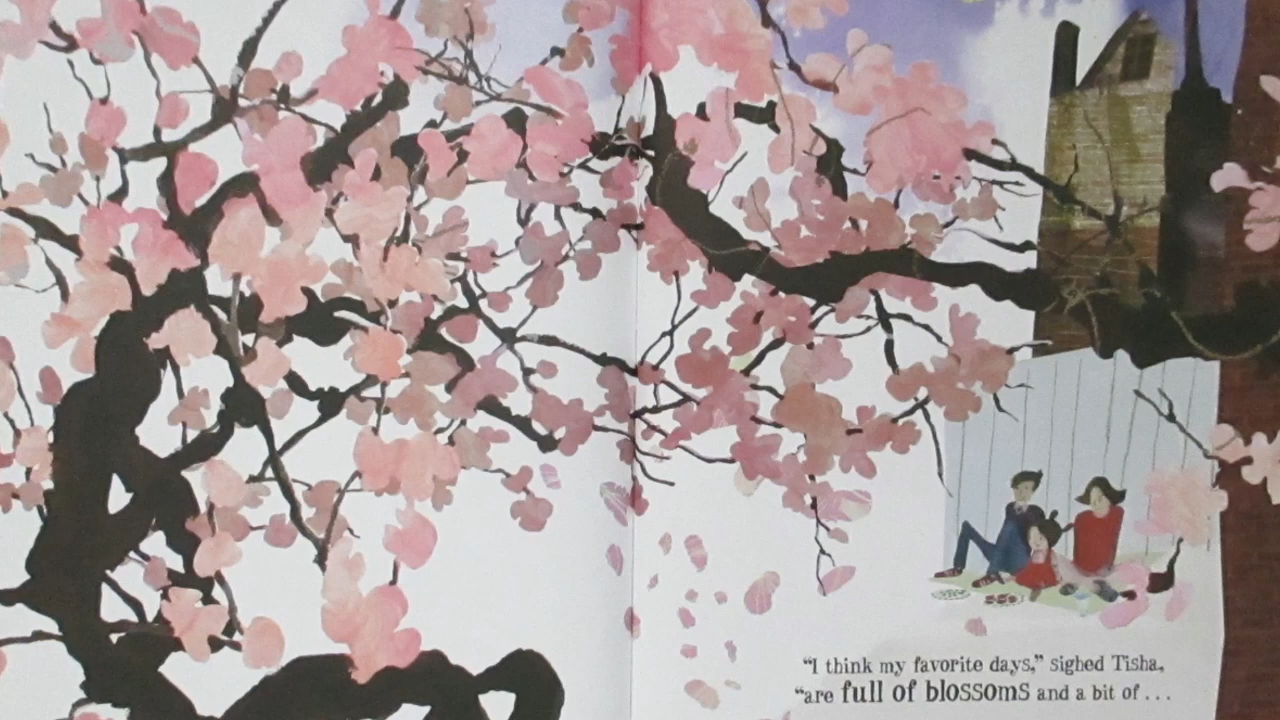 “I think my favorite days,” sighed Tisha,
“are full of blossoms and a bit of . . .